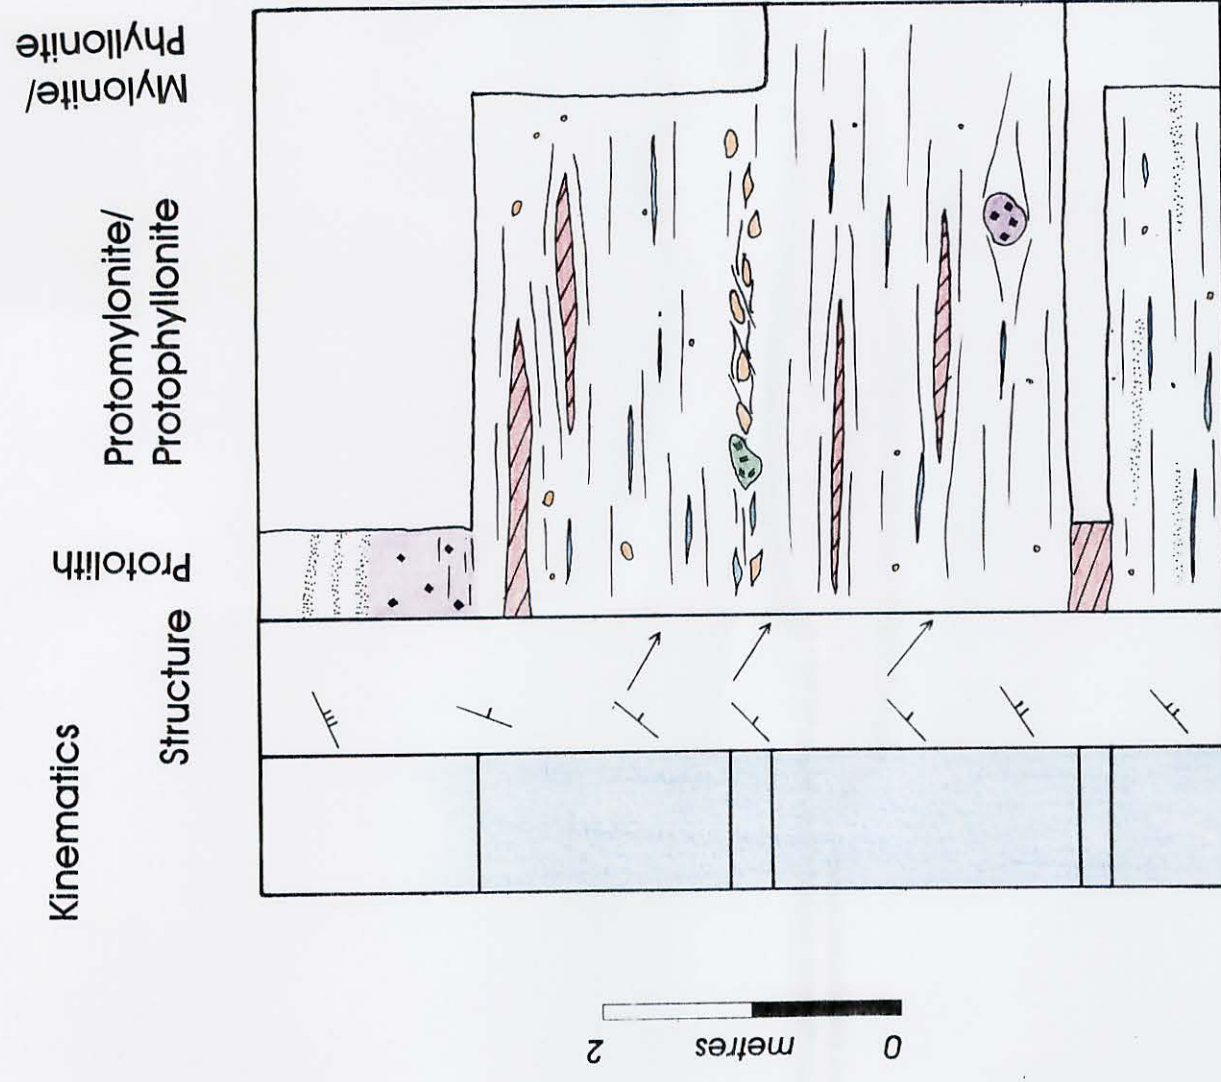 Kinematics
Structure
Protolith
Protomylonite/
Protophyllonite
Mylonite/
Phyllonite
0 metres 2